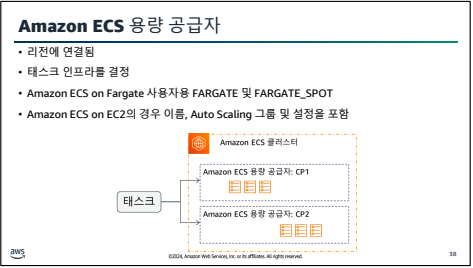 Amazon ECS 용량 공급자
• 리전에 연결됨
• 태스크 인프라를 결정
• Amazon ECS on Fargate 사용자용 FARGATE 및 FARGATE_SPOT
• Amazon ECS on EC2의 경우 이름, Auto Scaling 그룹 및 설정을 포함
Amazon ECS 클러스터
Amazon ECS 용량 공급자: CP1
태스크
Amazon ECS 용량 공급자: CP2
aws
©2024, Amazon Web Services, Inc. or its affiliates. All rights reserved.
38